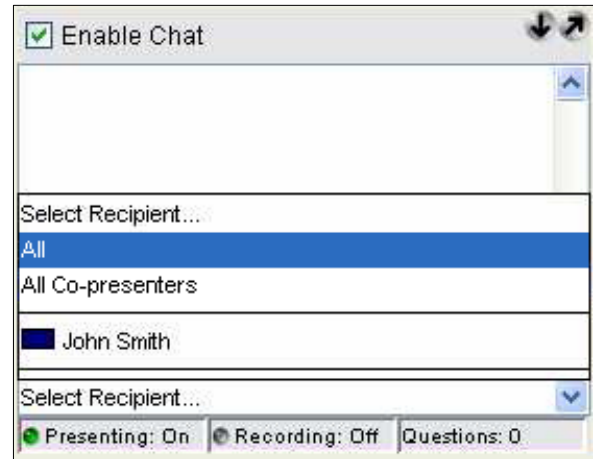 Enable Chat
Select Recipient...
All
All Co-presenters
John Smith
Select Recipient...
Presenting: On Recording: Off Questions: 0